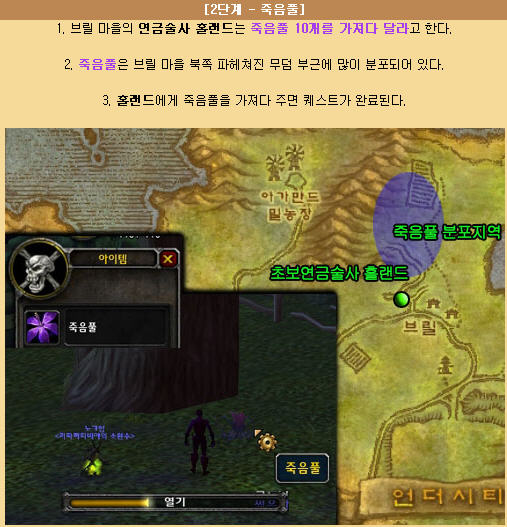 [2단계 - 죽음풀]
1. 브릴 마을의 연금술사 홀랜드는 죽음풀 10개를 가져다 달라고 한다.
2. 죽음풀은 브릴 마을 북쪽 파헤쳐진 무덤 부근에 많이 분포되어 있다.
3. 홀랜드에게 죽음풀을 가져다 주면 퀘스트가 완료된다.
아가만드
밀농장
죽음풀 분포지역
아이템
초보연금술사 홀랜드
죽음풀
브릴
죽음풀
열기
언더시티